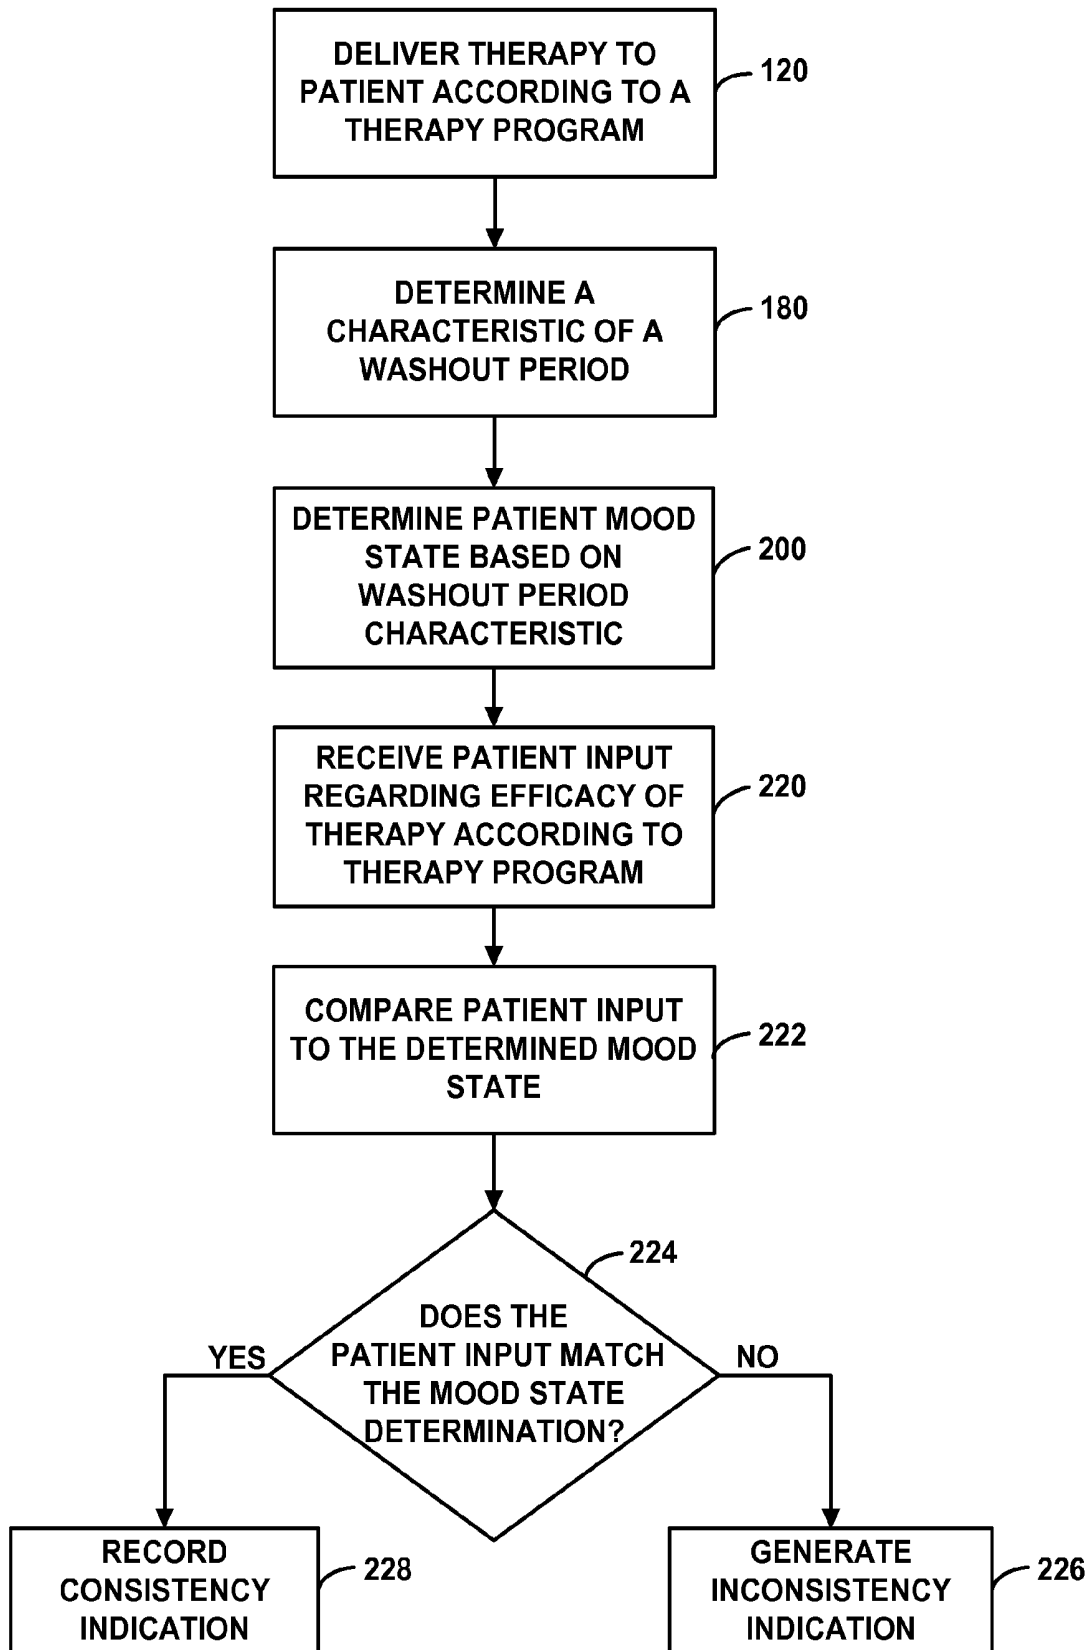 DELIVER THERAPY TO
PATIENT ACCORDING TO A
THERAPY PROGRAM
120
DETERMINE A
CHARACTERISTIC OF A
WASHOUT PERIOD
180
DETERMINE PATIENT MOOD
STATE BASED ON
WASHOUT PERIOD
CHARACTERISTIC
200
RECEIVE PATIENT INPUT
REGARDING EFFICACY OF
THERAPY ACCORDING TO
THERAPY PROGRAM
220
COMPARE PATIENT INPUT
TO THE DETERMINED MOOD
STATE
222
224
DOES THE
PATIENT INPUT MATCH
THE MOOD STATE
DETERMINATION?
YES
NO
RECORD
CONSISTENCY
INDICATION
228
GENERATE
INCONSISTENCY
INDICATION
226